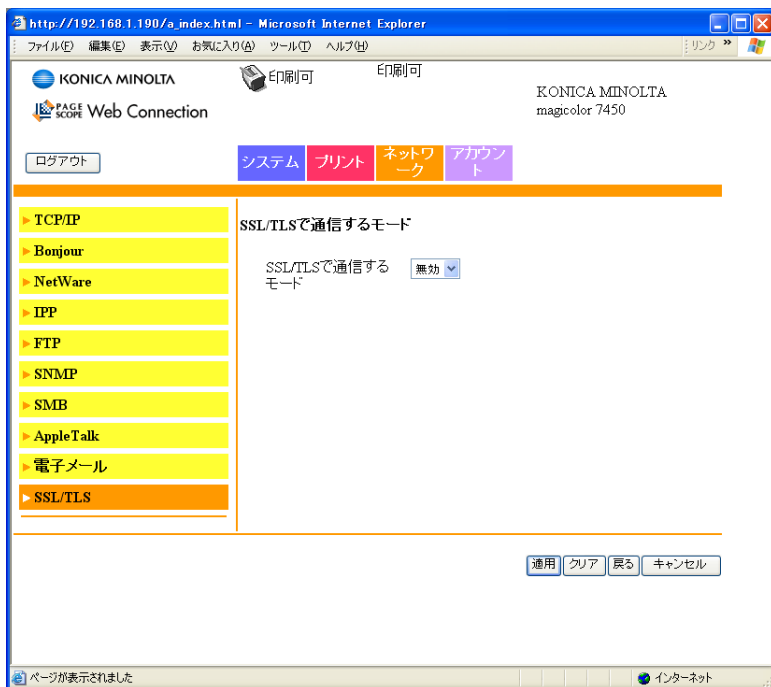 http://192.168.1.190/a_index.html - Microsoft Internet Explorer
ファイル(F) 編集(E) 表示(V) お気に入り(A) ツール(T) ヘルプ(H) リンク »
KONICA MINOLTA
印刷可
印刷可
KONICA MINOLTA
magicolor 7450
PAGE SCOPE Web Connection
ログアウト
システム
プリント
ネットワ
ーク
アカウン
ト
TCP/IP
Bonjour
NetWare
IPP
FTP
SNMP
SMB
AppleTalk
電子メール
SSL/TLS
SSL/TLSで通信するモード
SSL/TLSで通信する
モード
無効
適用 クリア 戻る キャンセル
ページが表示されました インターネット